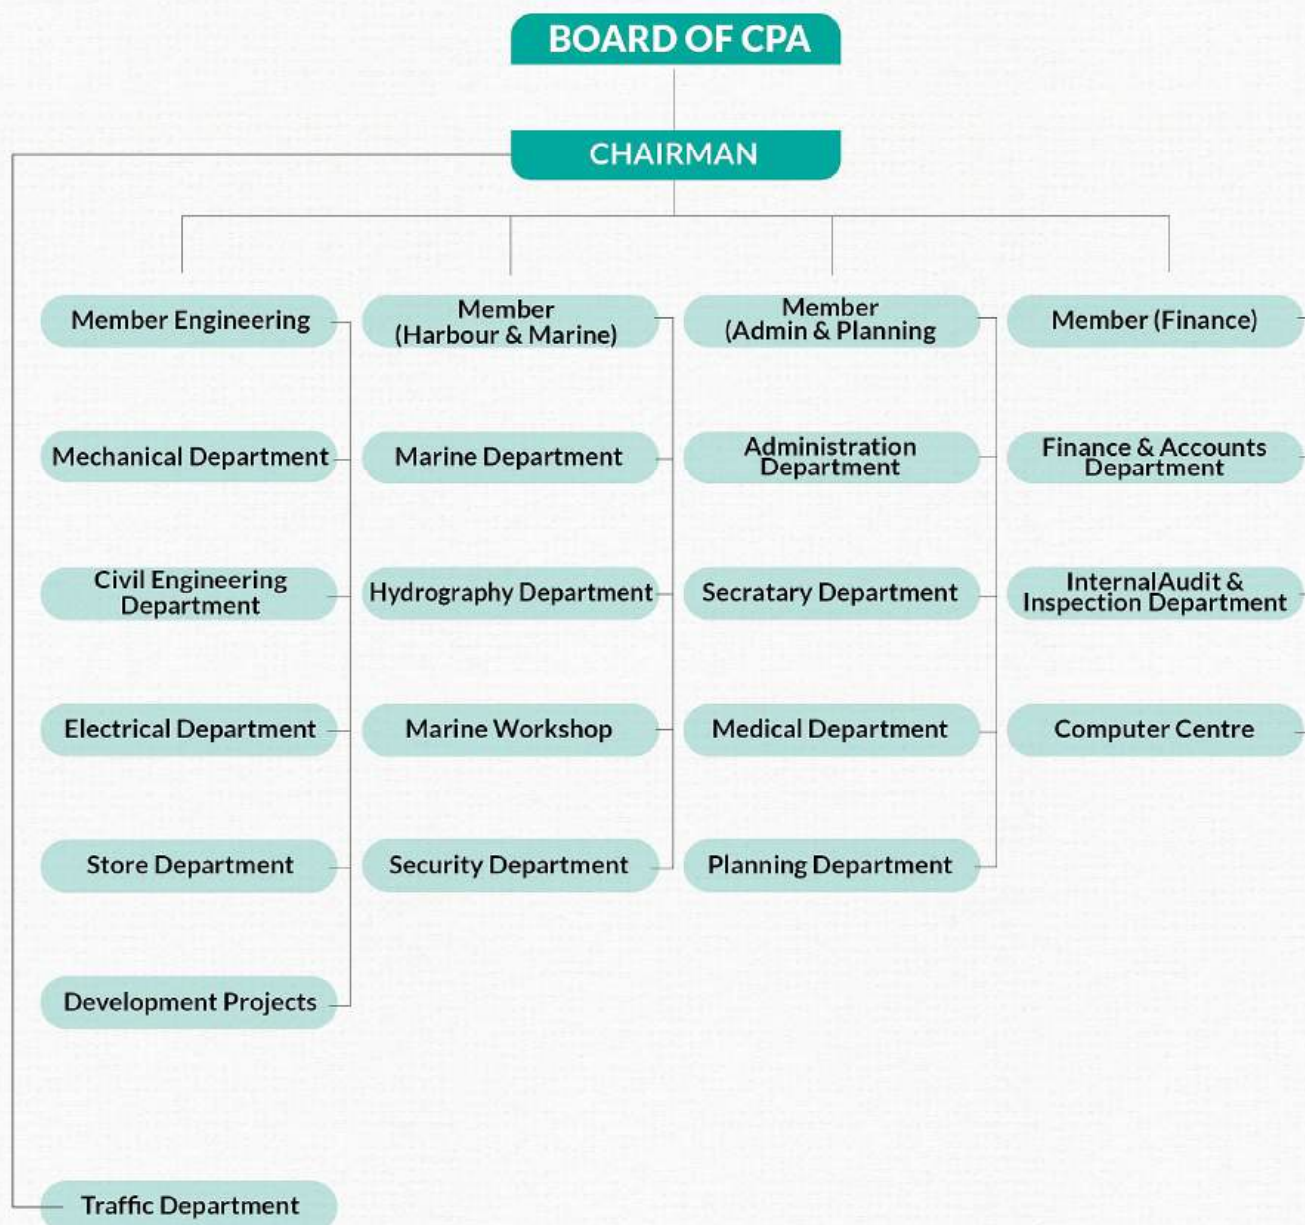 BOARD OF CPA
CHAIRMAN
Member Engineering
Member
(Harbour & Marine)
Member
(Admin & Planning
Member (Finance)
Mechanical Department
Marine Department
Administration
Department
Finance & Accounts
Department
Civil Engineering
Department
Hydrography Department
Secratary Department
InternalAudit &
Inspection Department
Electrical Department
Marine Workshop
Medical Department
Computer Centre
Store Department
Security Department
Planning Department
Development Projects
Traffic Department